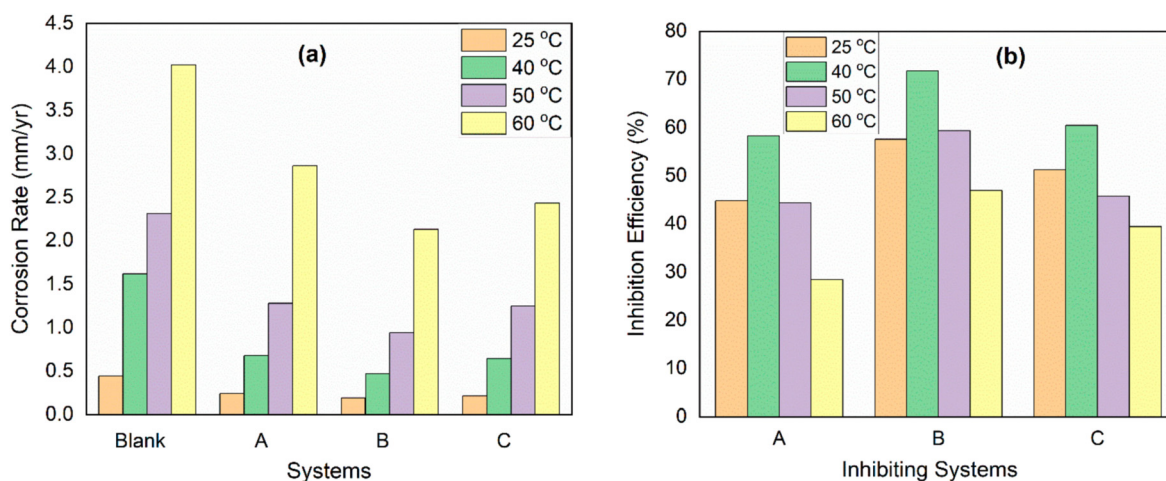 (a)
25 °C
40 °C
50 °C
60 °C
4.5
4.0
3.5
3.0
2.5
2.0
1.5
1.0
0.5
0.0
Corrosion Rate (mm/yr)
Blank A B C
Systems
(b)
25 °C
40 °C
50 °C
60 °C
80
70
60
50
40
30
20
10
0
Inhibition Efficiency (%)
A B C
Inhibiting Systems